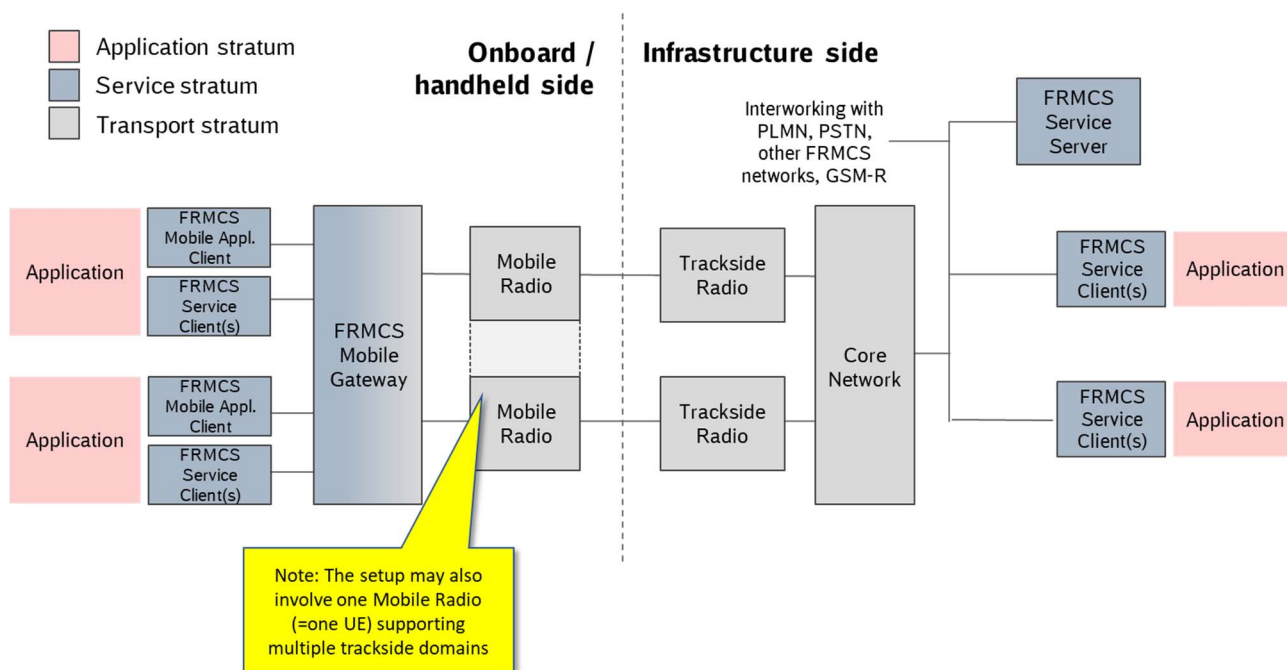 Application stratum
Service stratum
Transport stratum
Onboard /
handheld side
Infrastructure side
Interworking with
PLMN, PSTN,
other FRMCS
networks, GSM-R
FRMCS
Service
Server
Application
FRMCS
Mobile Appl.
Client
FRMCS
Service
Client(s)
Application
FRMCS
Mobile Appl.
Client
FRMCS
Service
Client(s)
FRMCS
Mobile
Gateway
Mobile
Radio
Mobile
Radio
Trackside
Radio
Trackside
Radio
Core
Network
FRMCS
Service
Client(s)
Application
FRMCS
Service
Client(s)
Application
Note: The setup may also
involve one Mobile Radio
(=one UE) supporting
multiple trackside domains